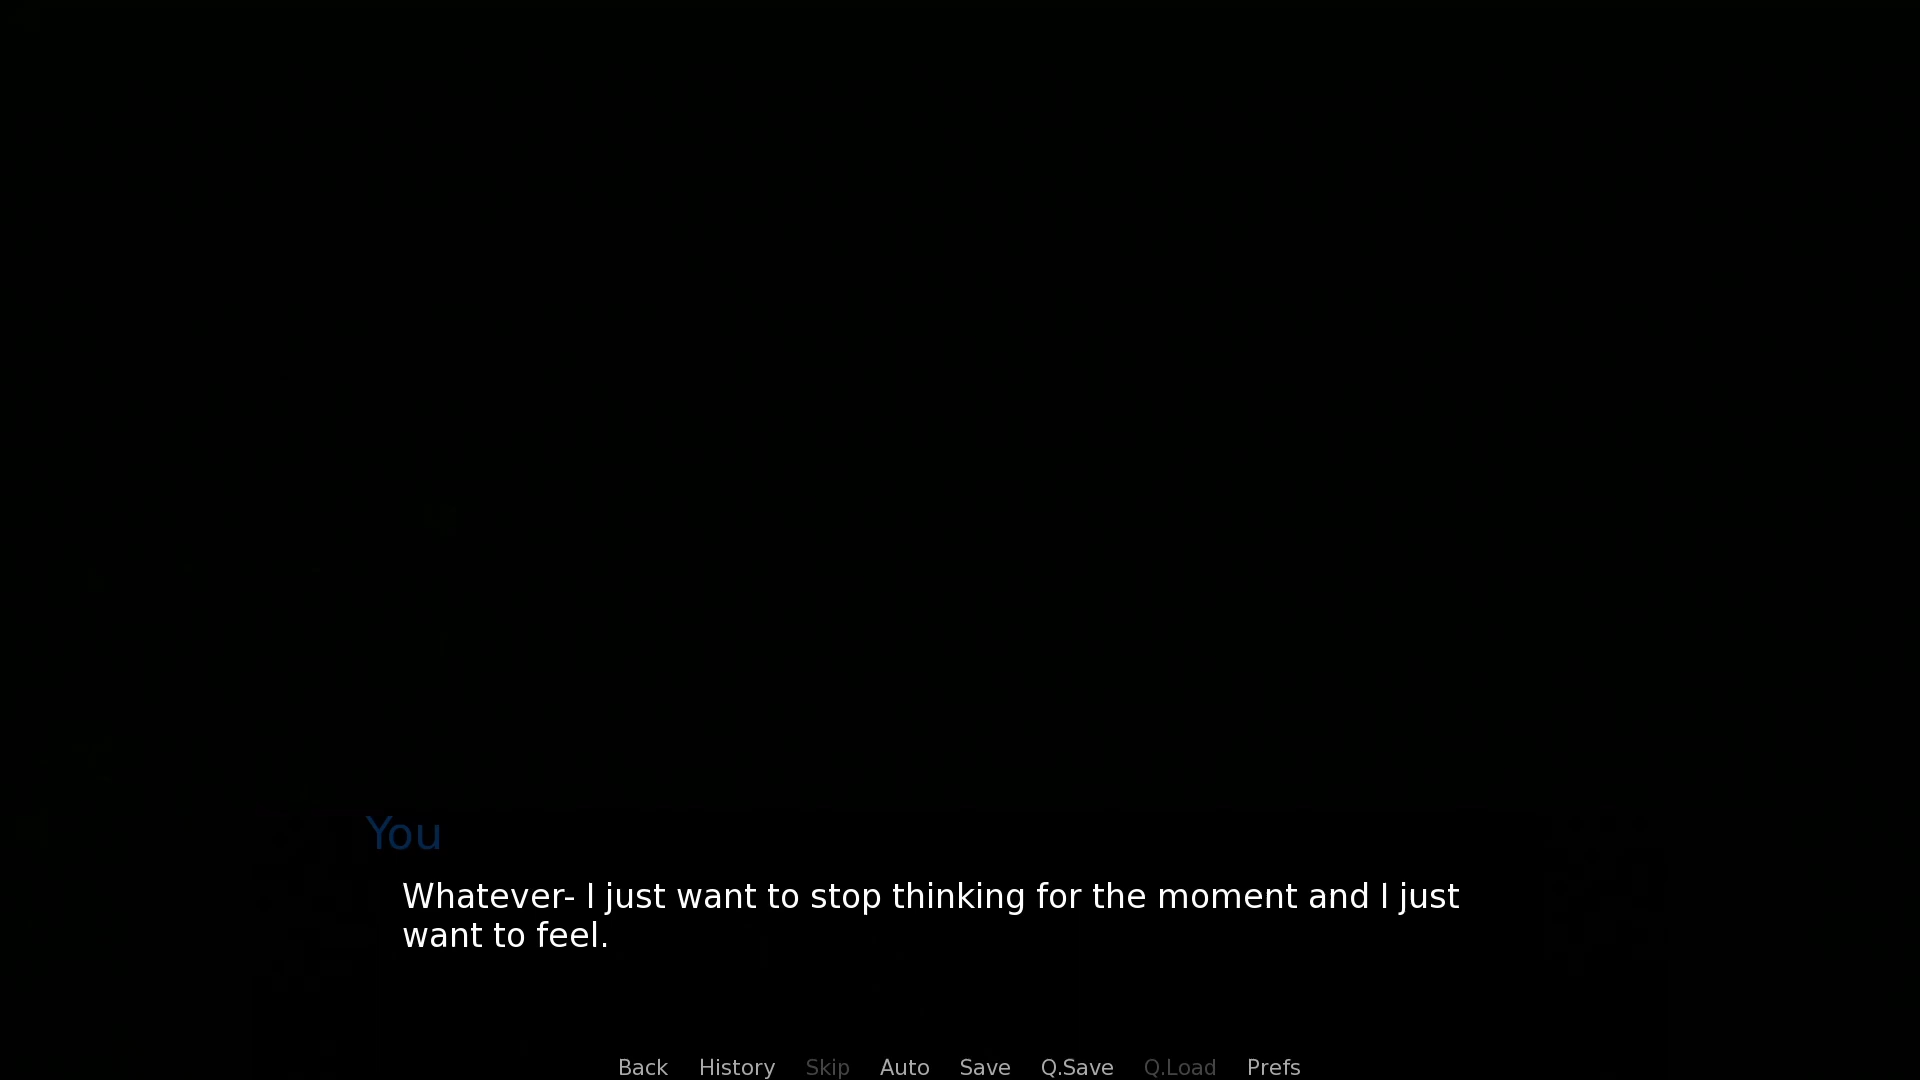 You
Whatever- I just want to stop thinking for the moment and I just
want to feel.
Back History Skip Auto Save Q.Save Q.Load Prefs